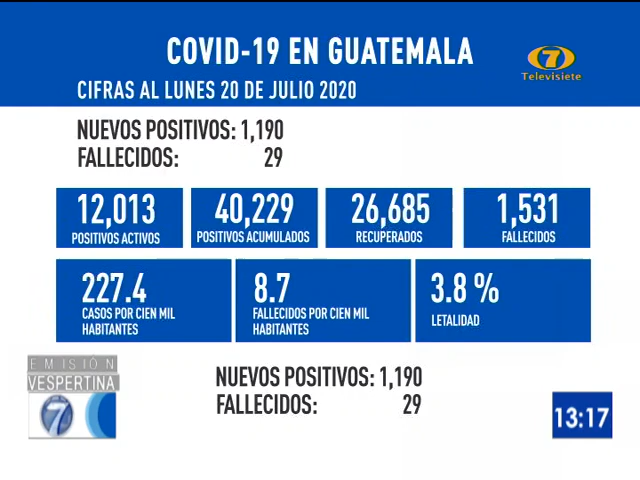 COVID-19 EN GUATEMALA
7
Televisiete
CIFRAS AL LUNES 20 DE JULIO 2020
NUEVOS POSITIVOS: 1,190
FALLECIDOS: 29
12,013
POSITIVOS ACTIVOS
40,229
POSITIVOS ACUMULADOS
26,685
RECUPERADOS
1,531
FALLECIDOS
227.4
CASOS POR CIEN MIL
HABITANTES
8.7
FALLECIDOS POR CIEN MIL
HABITANTES
3.8 %
LETALIDAD
EMISIÓN
VESPERTINA
7
NUEVOS POSITIVOS: 1,190
FALLECIDOS: 29
13:17